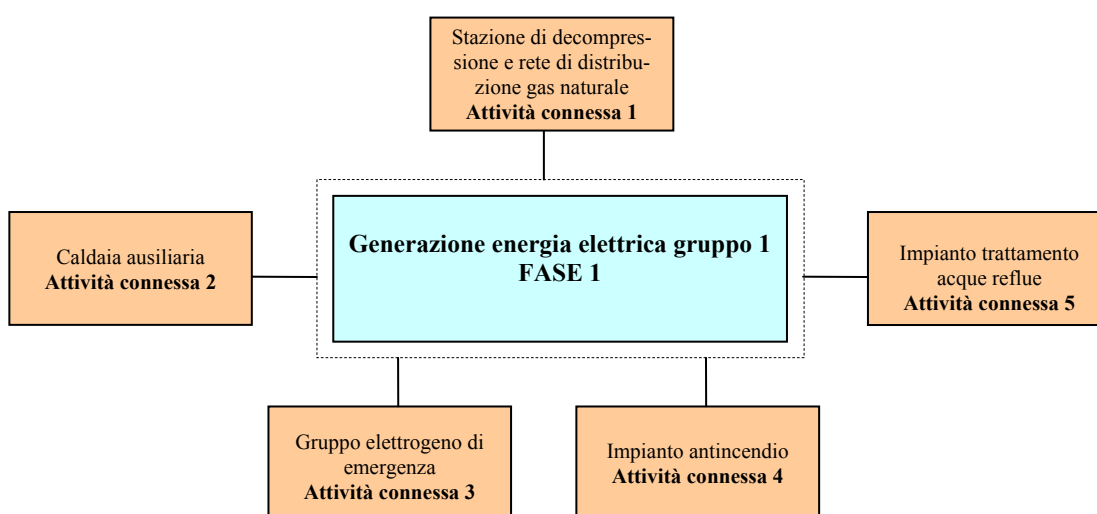 Stazione di decompres-
sione e rete di distribu-
zione gas naturale
Attività connessa 1
Generazione energia elettrica gruppo 1
FASE 1
Caldaia ausiliaria
Attività connessa 2
Impianto trattamento
acque reflue
Attività connessa 5
Gruppo elettrogeno di
emergenza
Attività connessa 3
Impianto antincendio
Attività connessa 4